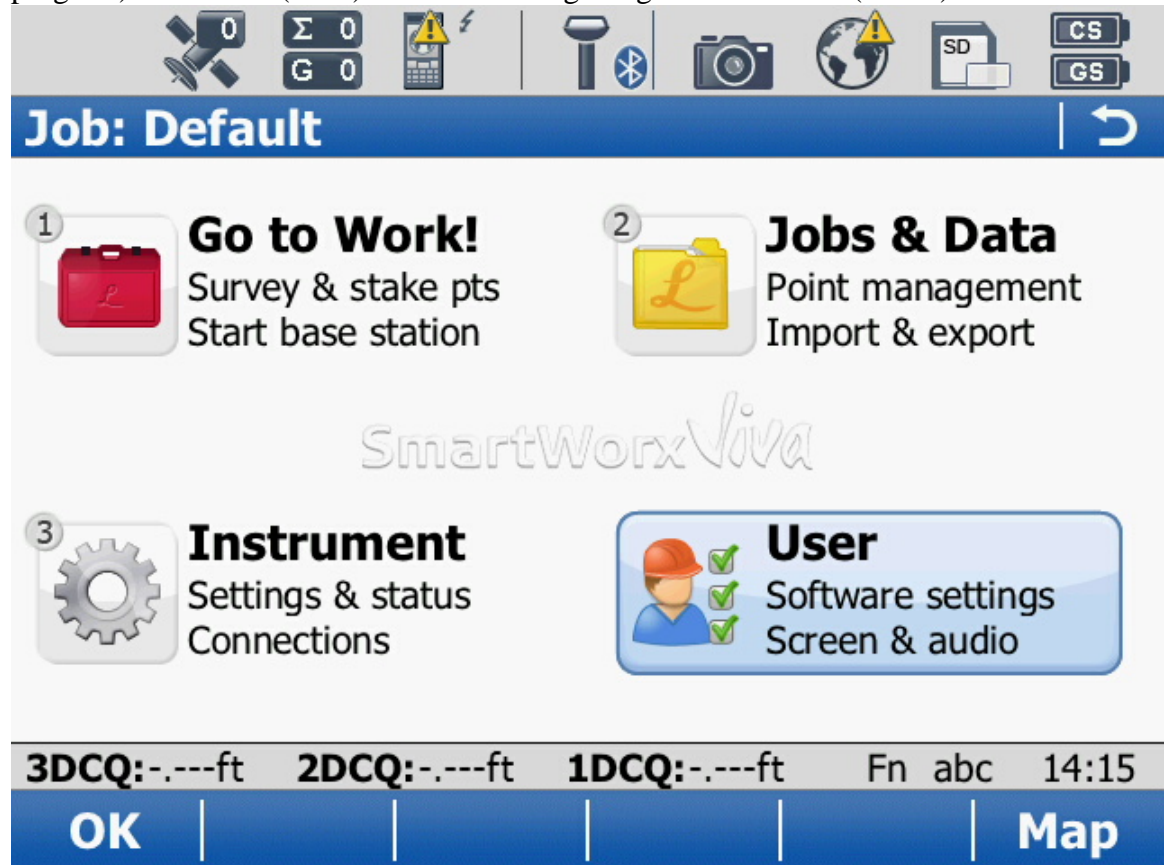 0 Σ 0 SD CS
G 0 GS
Job: Default
1 Go to Work!
Survey & stake pts
Start base station
2 Jobs & Data
Point management
Import & export
SmartWorx Viva
3 Instrument
Settings & status
Connections
User
Software settings
Screen & audio
3DCQ:-.---ft 2DCQ:-.---ft 1DCQ:-.---ft Fn abc 14:15
OK Map